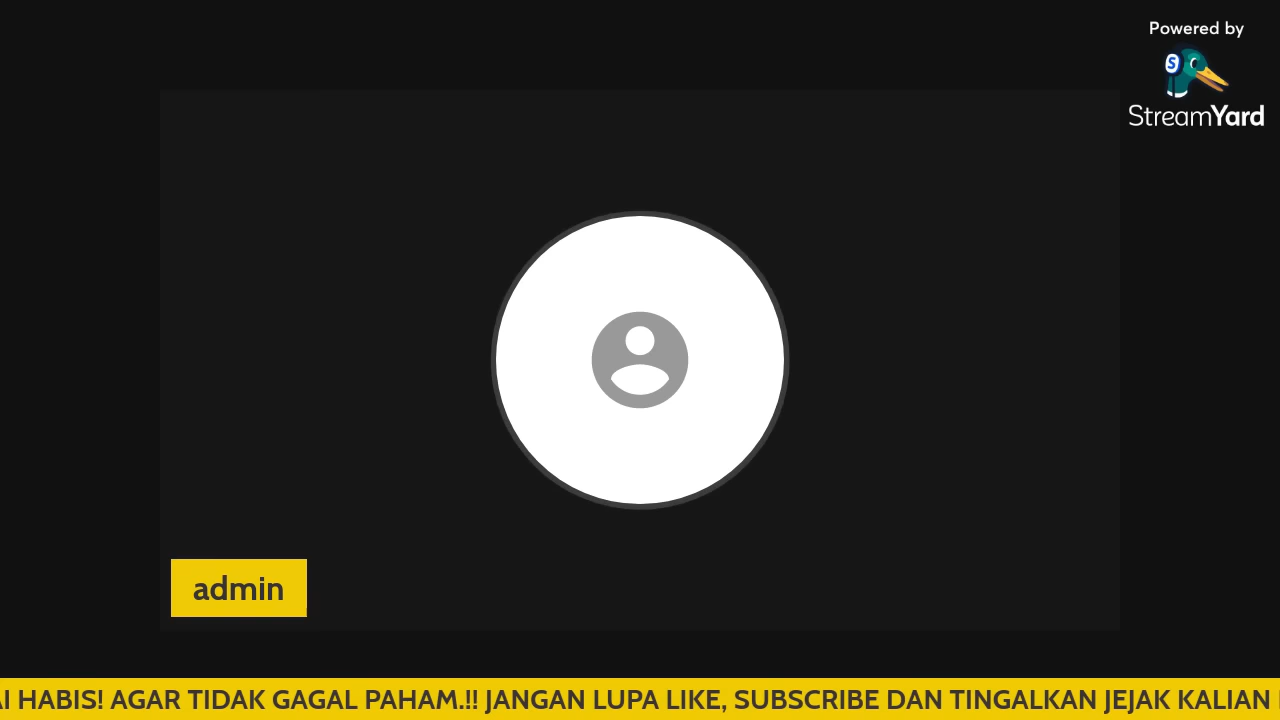 Powered by
S
StreamYard
admin
HABIS! AGAR TIDAK GAGAL PAHAM.!! JANGAN LUPA LIKE, SUBSCRIBE DAN TINGALKAN JEJAK KALIAN